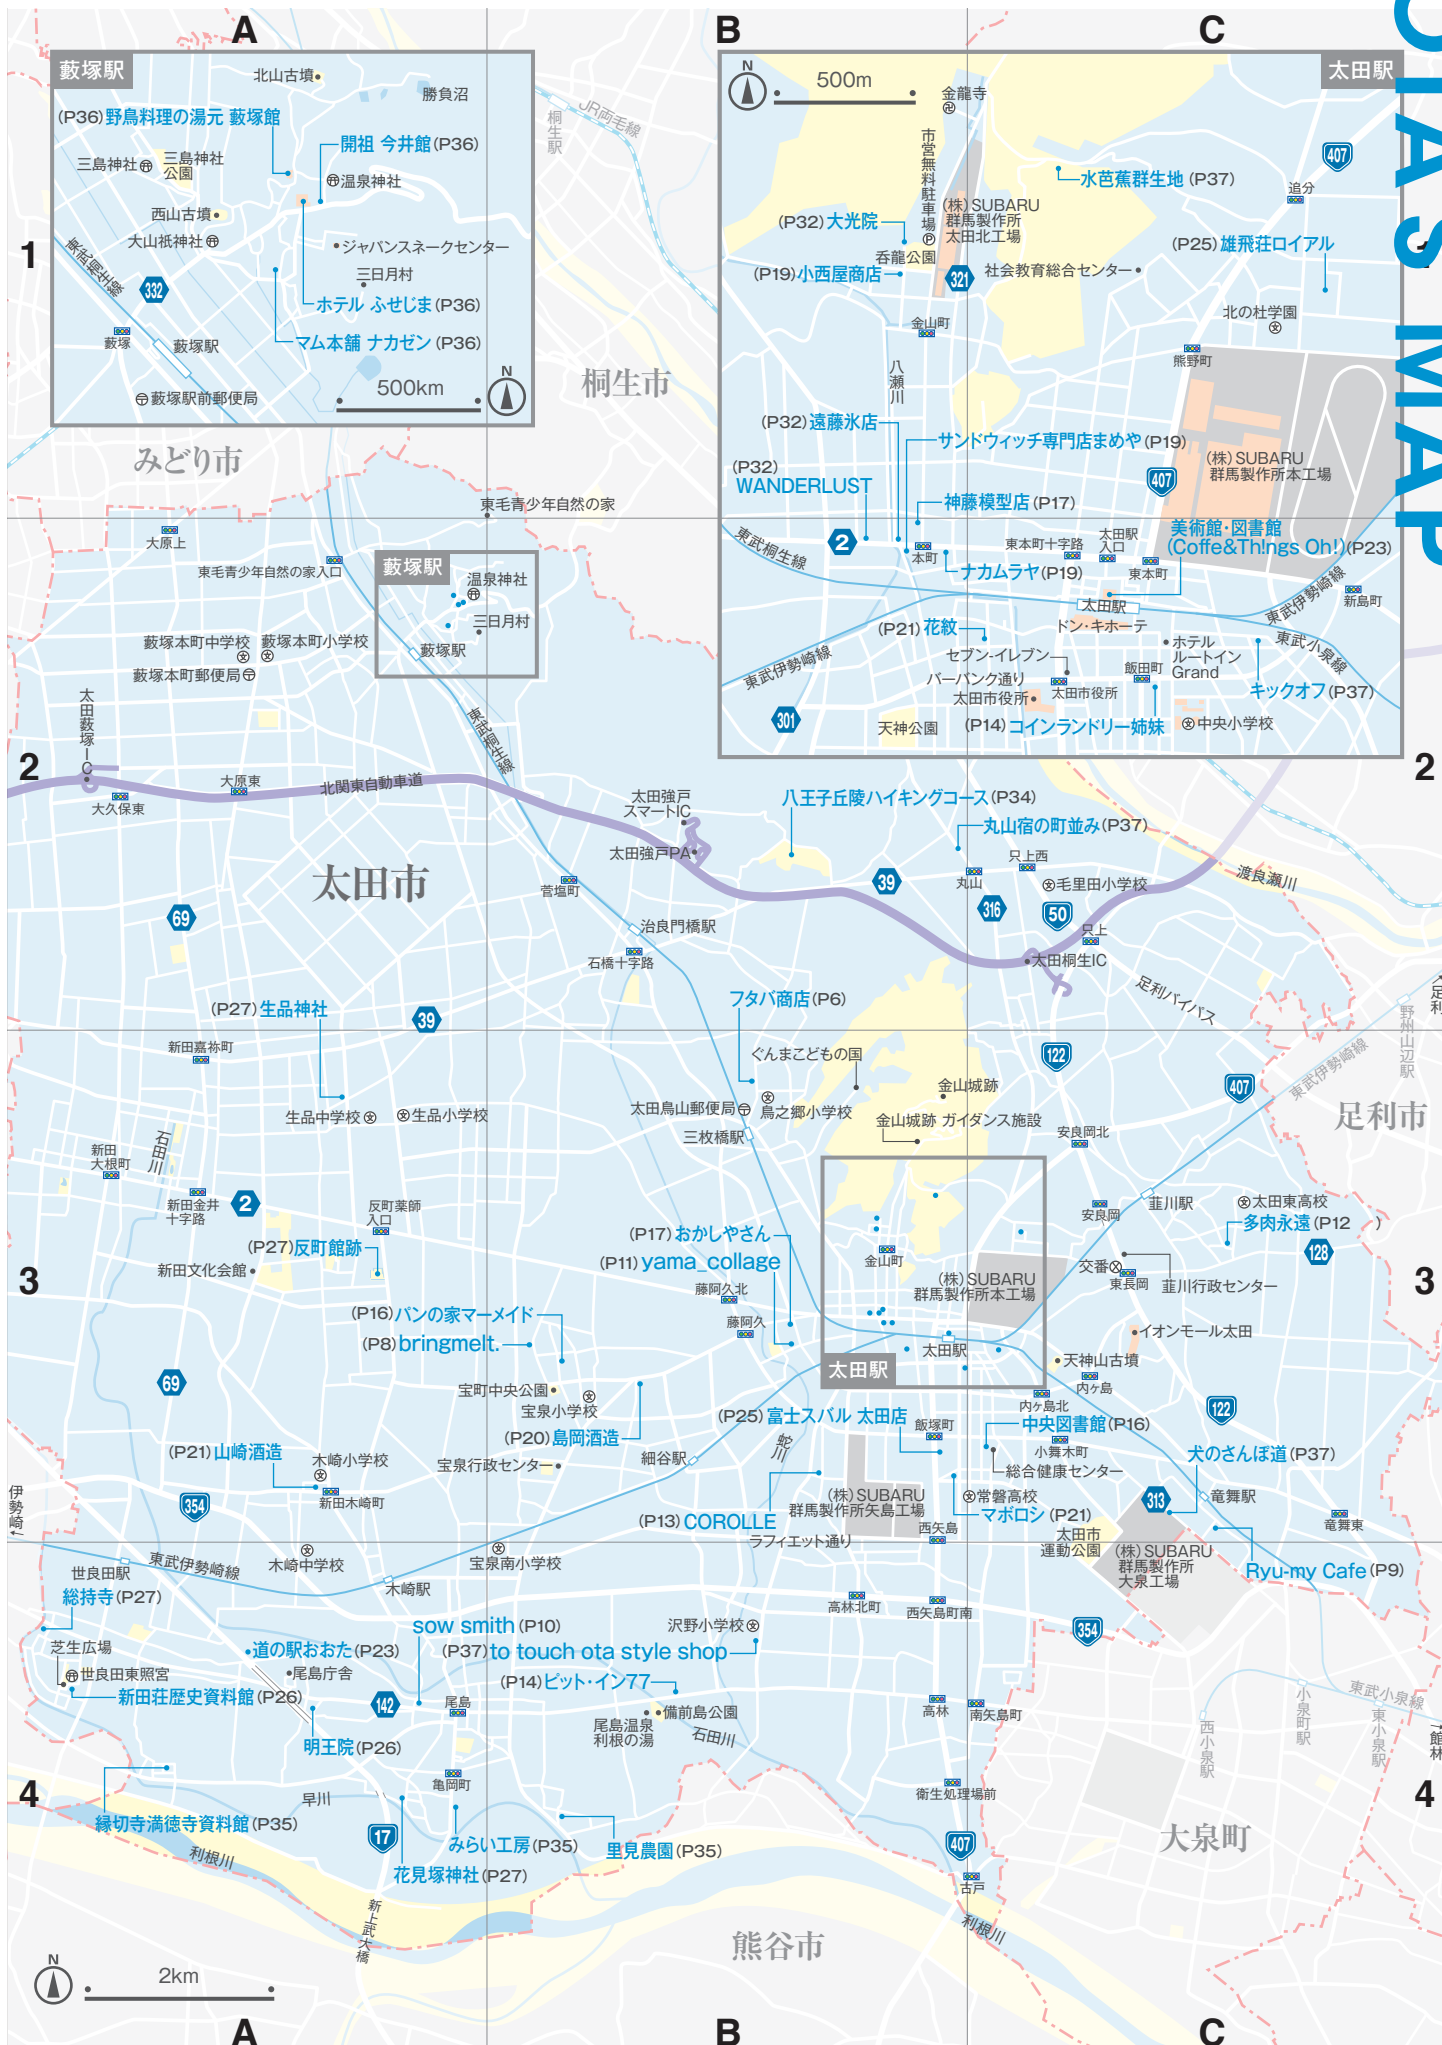 A
B
C
OTAS MAP
1
1
2
2
3
3
4
4
藪塚駅
北山古墳
勝負沼
(P36)野鳥料理の湯元 藪塚館
開祖 今井館(P36)
三島神社
三島神社
公園
温泉神社
西山古墳
大山祇神社
ジャパンスネークセンター
三日月村
東武桐生線
332
ホテル ふせじま(P36)
マム本舗 ナカゼン(P36)
藪塚
藪塚駅
藪塚駅前郵便局
500km
N
JR両毛線
桐生駅
桐生市
みどり市
太田駅
N
500m
金龍寺
市営無料駐車場
407
追分
水芭蕉群生地(P37)
(株)SUBARU
群馬製作所
太田北工場
(P32)大光院
呑龍公園
(P25)雄飛荘ロイアル
(P19)小西屋商店
321
社会教育総合センター
北の杜学園
金山町
熊野町
八瀬川
(P32)遠藤氷店
サンドウィッチ専門店まめや(P19)
(株)SUBARU
群馬製作所本工場
(P32)
WANDERLUST
407
神藤模型店(P17)
美術館・図書館
(Coffe&Th!ngs Oh!)(P23)
東武桐生線
2
本町
東本町十字路
太田駅
入口
東本町
ナカムラヤ(P19)
新島町
太田駅
東武伊勢崎線
ドン・キホーテ
(P21)花紋
ホテル
ルートイン
Grand
東武小泉線
東武伊勢崎線
セブン-イレブン
バーバンク通り
太田市役所
太田市役所
飯田町
キックオフ(P37)
301
天神公園
(P14)コインランドリー姉妹
中央小学校
東毛青少年自然の家
大原上
東毛青少年自然の家入口
藪塚駅
温泉神社
三日月村
藪塚駅
藪塚本町中学校
藪塚本町小学校
藪塚本町郵便局
太田藪塚IC
東武桐生線
大原東
北関東自動車道
大久保東
太田強戸
スマートIC
太田強戸PA
八王子丘陵ハイキングコース(P34)
丸山宿の町並み(P37)
只上西
丸山
毛里田小学校
渡良瀬川
太田市
39
菅塩町
69
316
50
只上
治良門橋駅
石橋十字路
太田桐生IC
足利バイパス
足利
(P27)生品神社
39
フタバ商店(P6)
野州山辺駅
新田嘉祢町
ぐんまこどもの国
122
407
東武伊勢崎線
金山城跡
太田鳥山郵便局
鳥之郷小学校
金山城跡 ガイダンス施設
生品中学校
生品小学校
足利市
三枚橋駅
安良岡北
新田
大根町
石田川
新田金井
十字路
2
反町薬師
入口
安良岡
韮川駅
太田東高校
多肉永遠(P12 )
(P27)反町館跡
新田文化会館
(P17)おかしやさん
(P11)yama_collage
金山町
128
交番
東長岡
韮川行政センター
(株)SUBARU
群馬製作所本工場
藤阿久北
(P16)パンの家マーメイド
藤阿久
(P8)bringmelt.
イオンモール太田
太田駅
太田駅
天神山古墳
内ヶ島
69
宝町中央公園
宝泉小学校
内ヶ島北
(P25)富士スバル 太田店
飯塚町
中央図書館(P16)
122
(P20)島岡酒造
蛇川
小舞木町
(P21)山崎酒造
木崎小学校
宝泉行政センター
細谷駅
総合健康センター
犬のさんぽ道(P37)
伊勢崎
354
新田木崎町
(株)SUBARU
群馬製作所矢島工場
常磐高校
マボロシ(P21)
313
竜舞駅
竜舞東
(P13)COROLLE
ラフィエット通り
西矢島
太田市
運動公園
(株)SUBARU
群馬製作所
大泉工場
Ryu-my Cafe(P9)
世良田駅
東武伊勢崎線
木崎中学校
宝泉南小学校
木崎駅
総持寺(P27)
高林北町
西矢島町南
354
sow smith(P10)
沢野小学校
芝生広場
道の駅おおた(P23)
(P37)to touch ota style shop
世良田東照宮
尾島庁舎
(P14)ピット・イン77
新田荘歴史資料館(P26)
142
尾島
備前島公園
高林
南矢島町
尾島温泉
利根の湯
石田川
西小泉駅
小泉町駅
東武小泉線
東小泉駅
館林
明王院(P26)
亀岡町
衛生処理場前
早川
縁切寺満徳寺資料館(P35)
17
みらい工房(P35)
里見農園(P35)
407
大泉町
利根川
花見塚神社(P27)
古戸
新上武大橋
利根川
熊谷市
N
2km
A
B
C